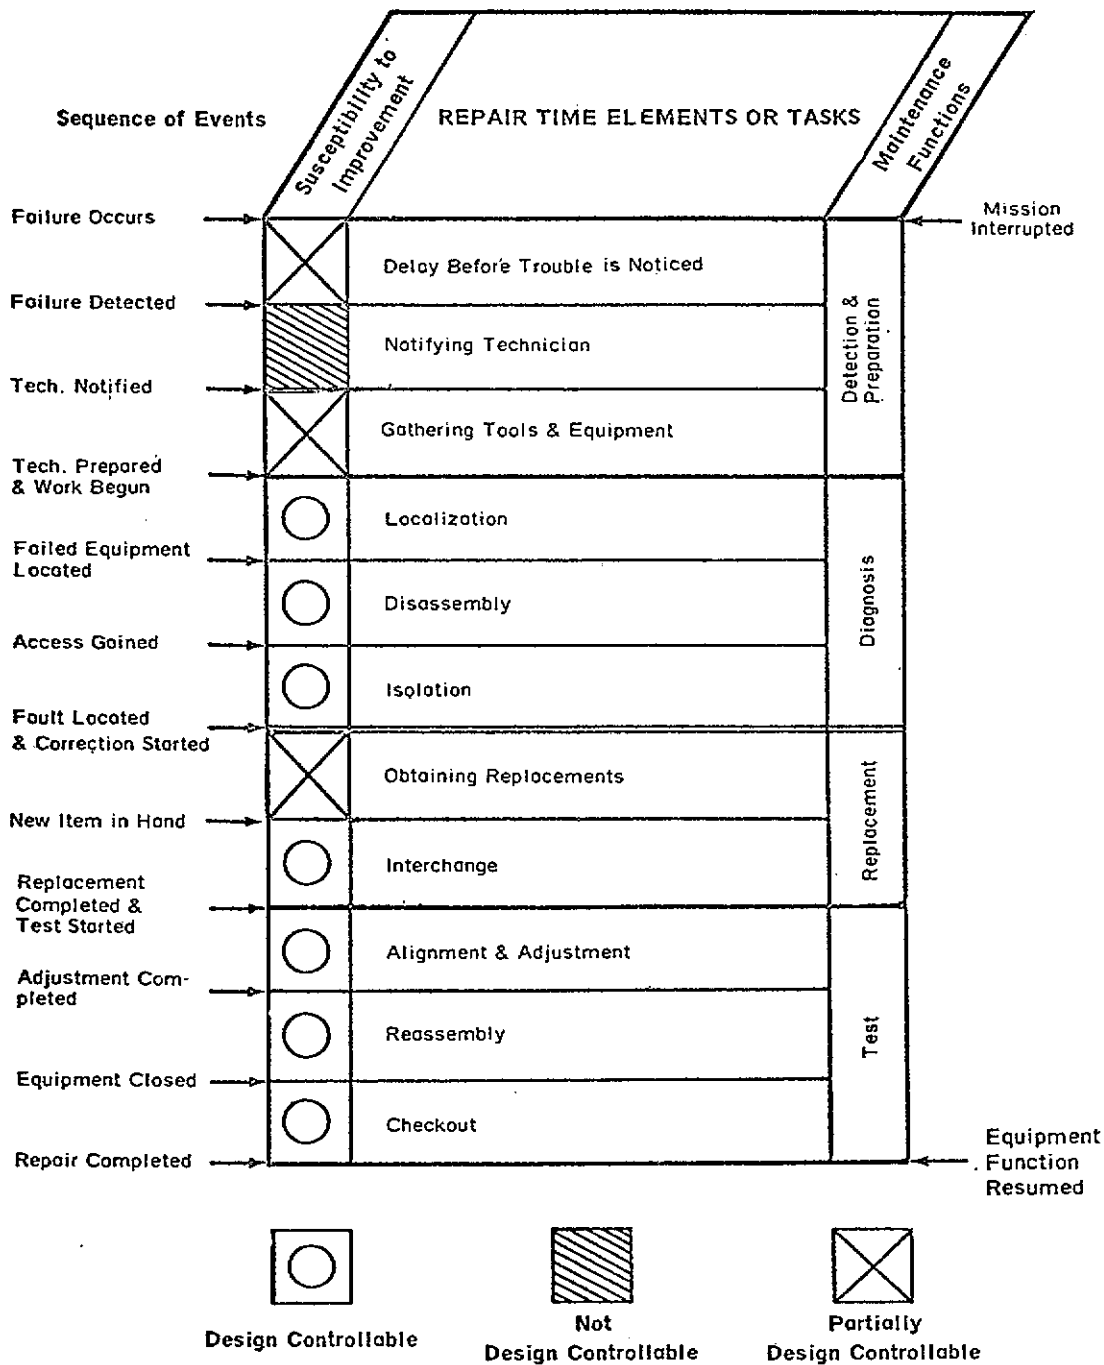 Susceptibility to
Improvement
Sequence of Events
REPAIR TIME ELEMENTS OR TASKS
Maintenance
Functions
Failure Occurs
Mission
Interrupted
Delay Before Trouble is Noticed
Failure Detected
Notifying Technician
Detection &
Preparation
Tech. Notified
Gathering Tools & Equipment
Tech. Prepared
& Work Begun
Localization
Failed Equipment
Located
Disassembly
Diagnosis
Access Gained
Isolation
Fault Located
& Correction Started
Obtaining Replacements
Replacement
New Item in Hand
Interchange
Replacement
Completed &
Test Started
Alignment & Adjustment
Adjustment Com-
pleted
Reassembly
Test
Equipment Closed
Checkout
Repair Completed
Equipment
Function
Resumed
Design Controllable
Not
Design Controllable
Partially
Design Controllable